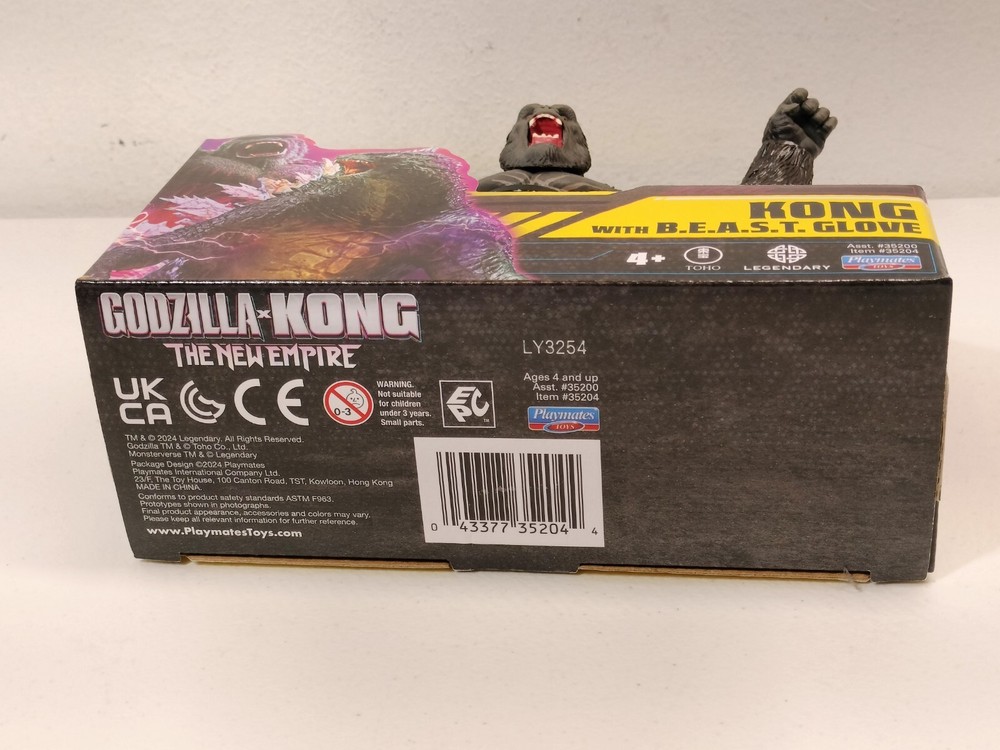 KONG
WITH B.E.A.S.T. GLOVE
4+
TOHO
LEGENDARY
Asst. #35200
Item #35204
Playmates
TOYS
GODZILLA x KONG
THE NEW EMPIRE
LY3254
UK
CA
CE
0-3
WARNING.
Not suitable
for children
under 3 years.
Small parts.
EPC
TM
Ages 4 and up
Asst. #35200
Item #35204
Playmates
TOYS
TM & © 2024 Legendary. All Rights Reserved.
Godzilla TM & © Toho Co., Ltd.
Monsterverse TM & © Legendary
Package Design ©2024 Playmates
Playmates International Company Ltd.
23/F, The Toy House, 100 Canton Road, TST, Kowloon, Hong Kong
MADE IN CHINA.
Conforms to product safety standards ASTM F963.
Prototypes shown in photographs.
Final product appearance, accessories and colors may vary.
Please keep all relevant information for further reference.
www.PlaymatesToys.com
0 43377 35204 4